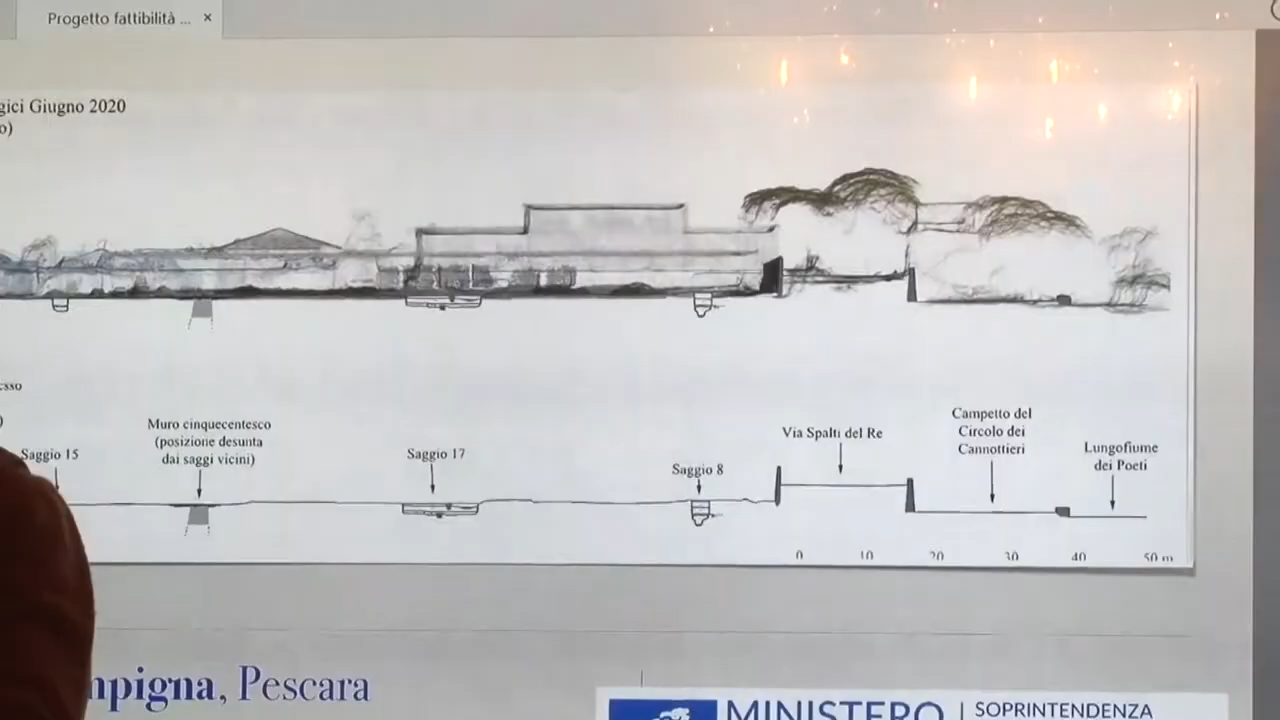 Progetto fattibilità ... ×
gici Giugno 2020
o)
esso
)
Saggio 15
Muro cinquecentesco
(posizione desunta
dai saggi vicini)
Saggio 17
Saggio 8
Via Spalti del Re
Campetto del
Circolo dei
Cannottieri
Lungofiume
dei Poeti
0 10 20 30 40 50 m
mpigna, Pescara
MINISTERO | SOPRINTENDENZA